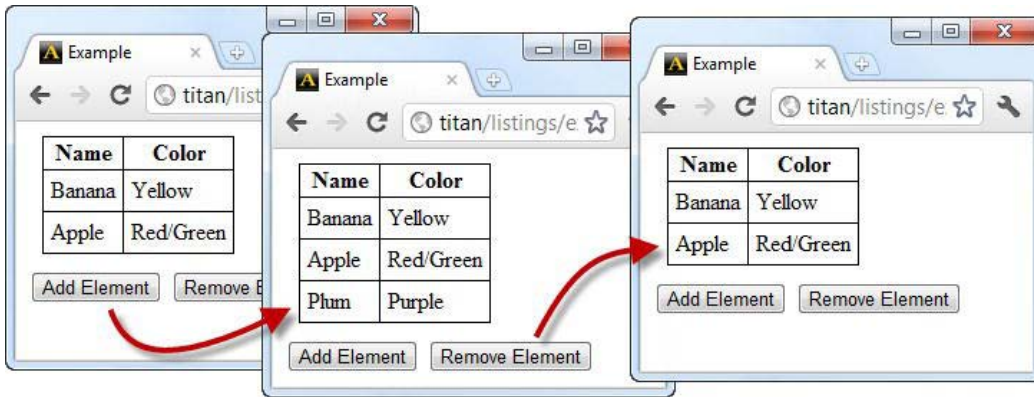 Example
titan/list
Name Color
Banana Yellow
Apple Red/Green
Add Element Remove E
Example
titan/listings/e
Name Color
Banana Yellow
Apple Red/Green
Plum Purple
Add Element Remove Element
Example
titan/listings/e
Name Color
Banana Yellow
Apple Red/Green
Add Element Remove Element